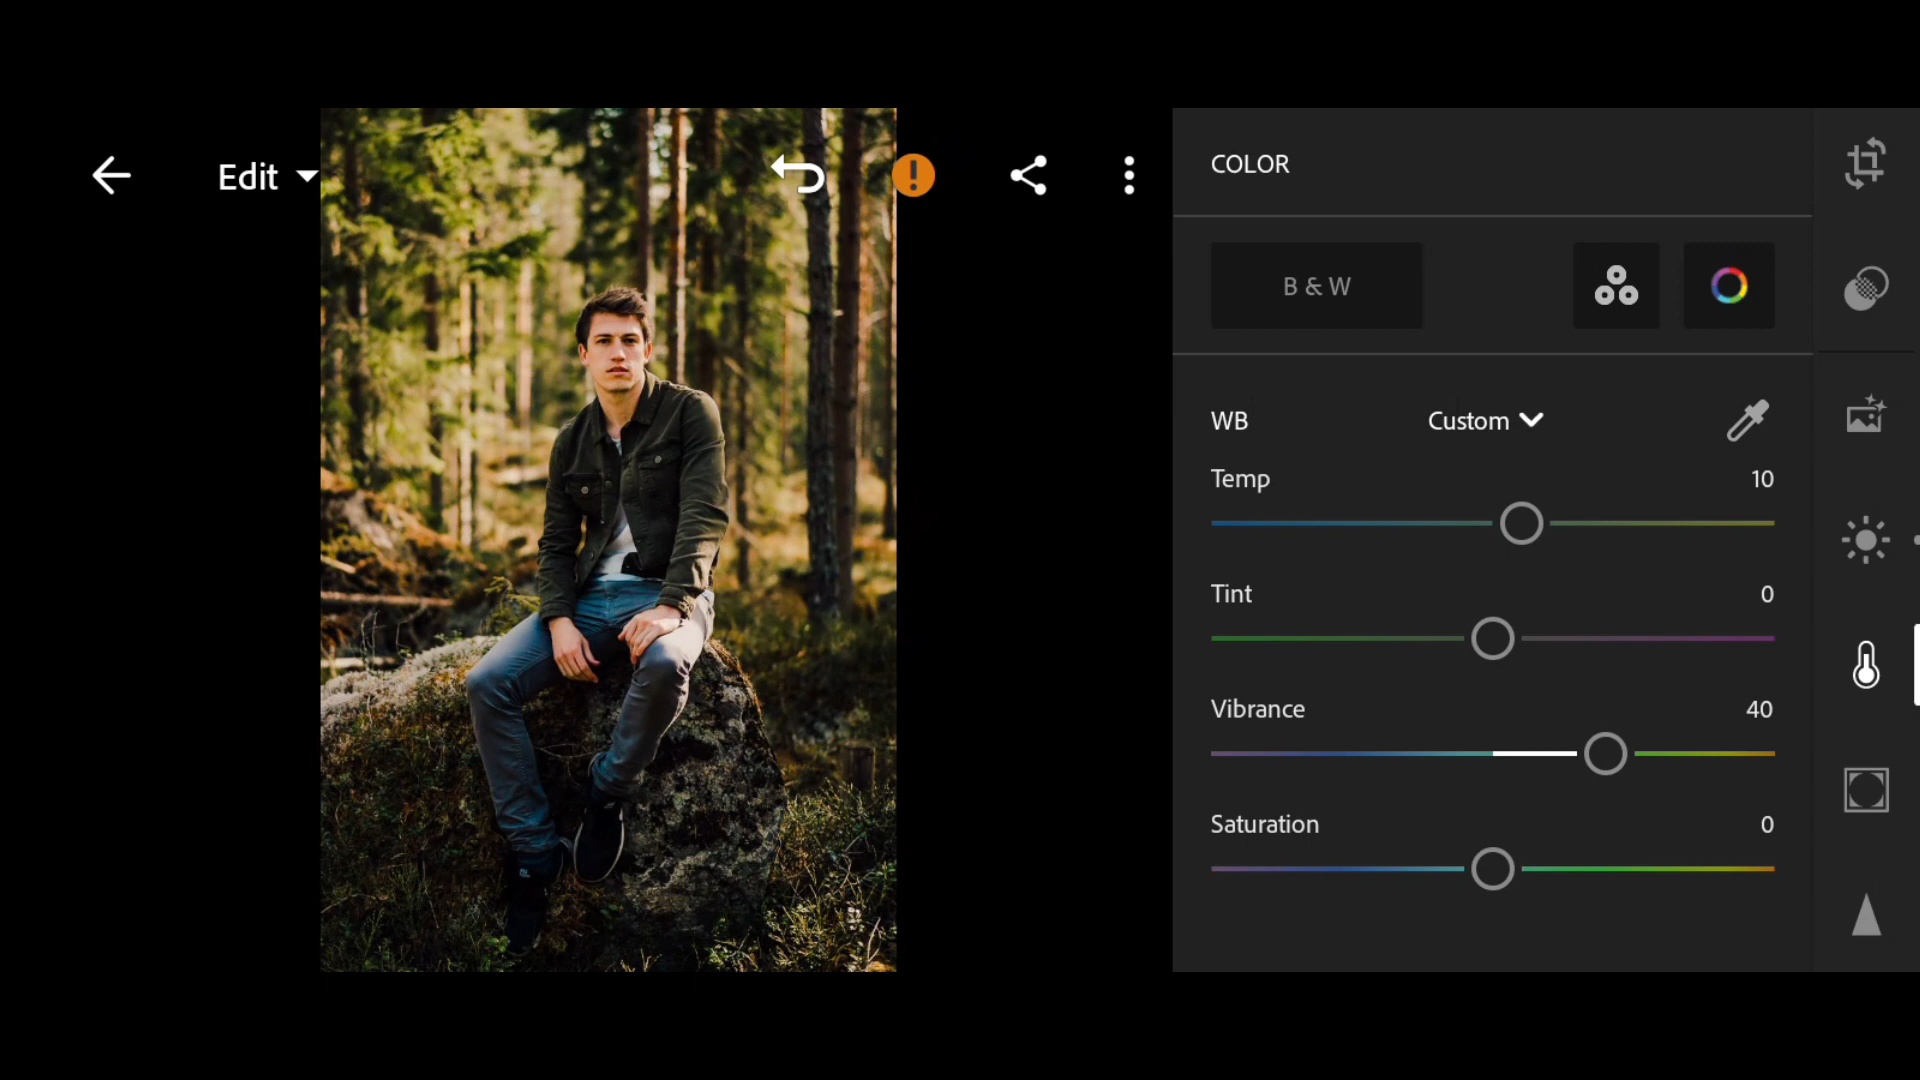 Edit
COLOR
B & W
WB
Custom
Temp
10
Tint
0
Vibrance
40
Saturation
0